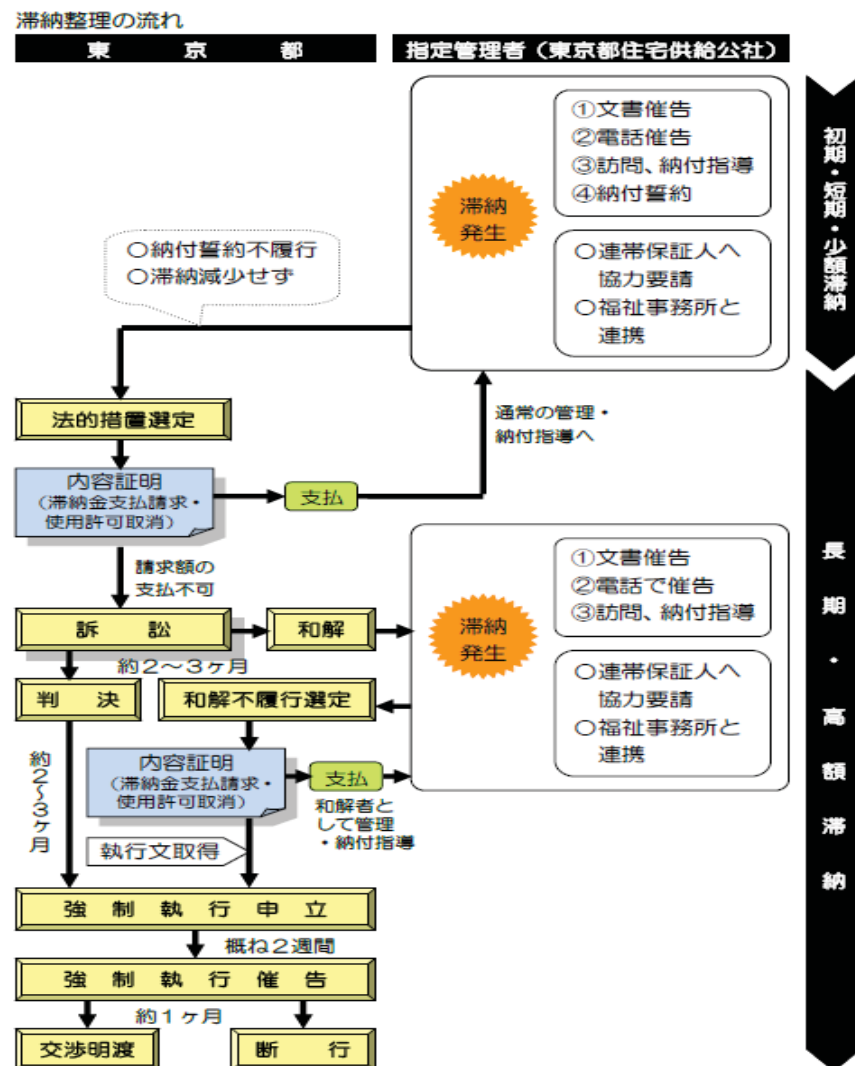 滞納整理の流れ
東京都
指定管理者(東京都住宅供給公社)
初期・短期・少額滞納
①文書催告
②電話催告
③訪問、納付指導
④納付誓約
滞納
発生
○連帯保証人へ
協力要請
○福祉事務所と
連携
○納付誓約不履行
○滞納減少せず
法的措置選定
通常の管理・
納付指導へ
内容証明
(滞納金支払請求・
使用許可取消)
支払
請求額の
支払不可
長期・高額滞納
①文書催告
②電話で催告
③訪問、納付指導
滞納
発生
○連帯保証人へ
協力要請
○福祉事務所と
連携
訴訟
和解
約2~3ヶ月
判決
和解不履行選定
約2~3ヶ月
内容証明
(滞納金支払請求・
使用許可取消)
支払
和解者と
して管理
・納付指導
執行文取得
強制執行申立
概ね2週間
強制執行催告
約1ヶ月
交渉明渡
断行